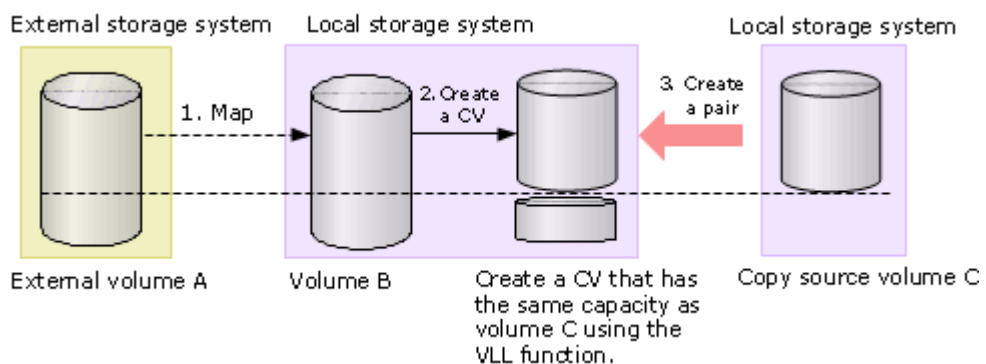 External storage system
Local storage system
Local storage system
1. Map
2. Create
a CV
3. Create
a pair
External volume A
Volume B
Create a CV that has
the same capacity as
volume C using the
VLL function.
Copy source volume C